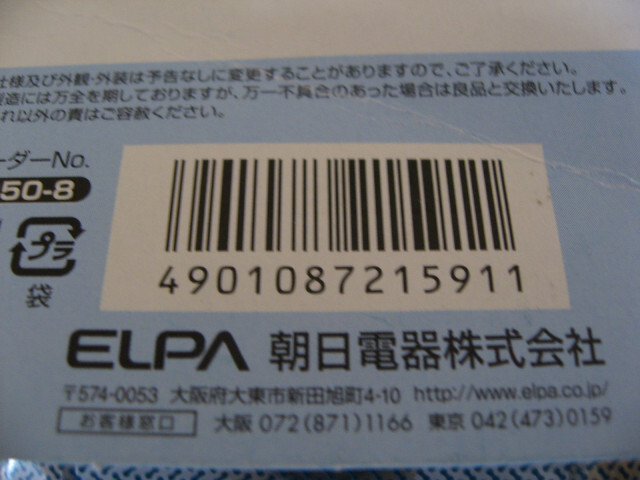 仕様及び外観・外装は予告なしに変更することがありますので、ご了承ください。
製造には万全を期しておりますが、万一不具合のあった場合は良品と交換いたします。
それ以外の責はご容赦ください。
ーダーNo.
50-8
プラ
袋
4901087215911
ELPA 朝日電器株式会社
〒574-0053 大阪府大東市新田旭町4-10 http://www.elpa.co.jp/
お客様窓口 大阪 072(871)1166 東京 042(473)0159